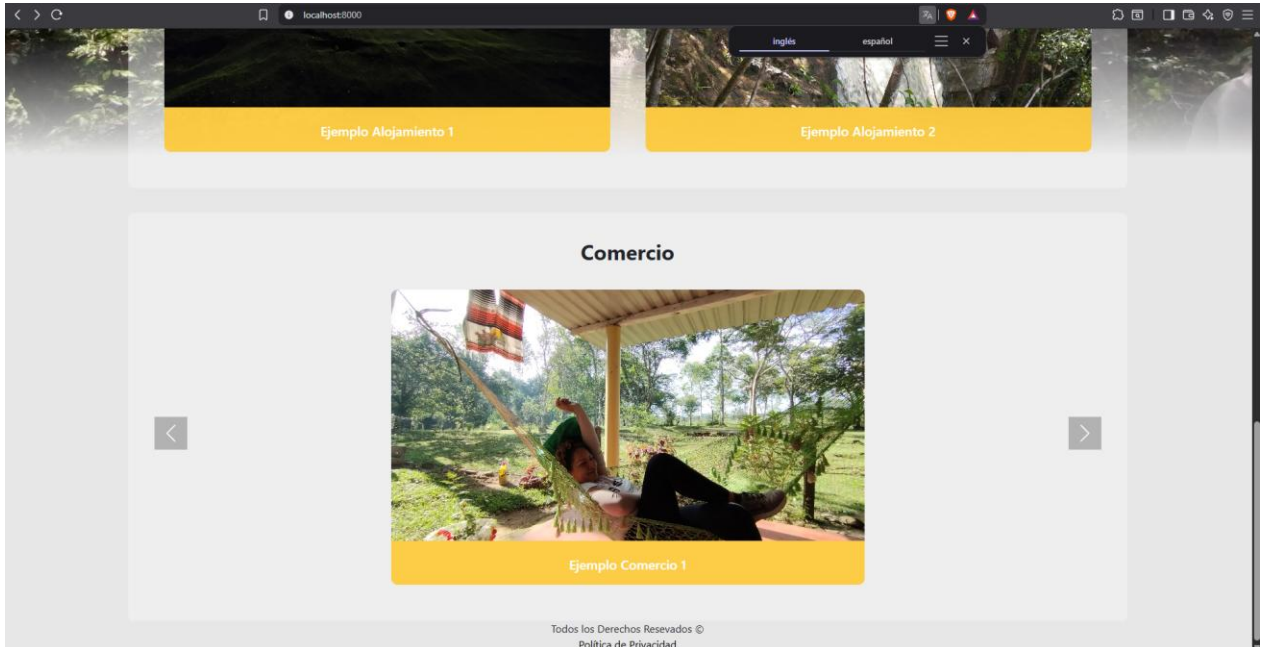 localhost:8000
inglés español
Ejemplo Alojamiento 1 Ejemplo Alojamiento 2
Comercio
Ejemplo Comercio 1
Todos los Derechos Resevados ©
Política de Privacidad